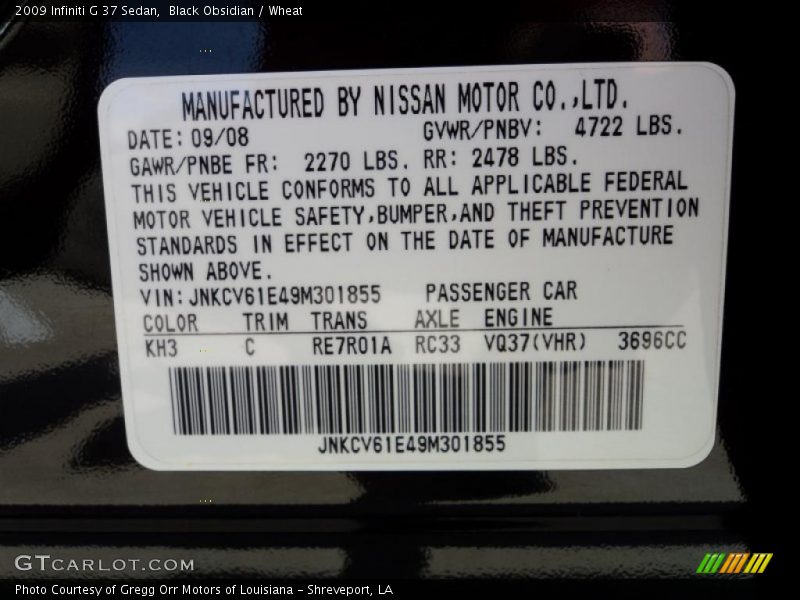 2009 Infiniti G 37 Sedan,  Black Obsidian / Wheat
MANUFACTURED BY NISSAN MOTOR CO.,LTD.
DATE: 09/08 GVWR/PNBV: 4722 LBS.
GAWR/PNBE FR: 2270 LBS. RR: 2478 LBS.
THIS VEHICLE CONFORMS TO ALL APPLICABLE FEDERAL
MOTOR VEHICLE SAFETY,BUMPER,AND THEFT PREVENTION
STANDARDS IN EFFECT ON THE DATE OF MANUFACTURE
SHOWN ABOVE.
VIN: JNKCV61E49M301855 PASSENGER CAR
COLOR TRIM TRANS AXLE ENGINE
KH3 C RE7R01A RC33 VQ37(VHR) 3696CC
JNKCV61E49M301855
GTCARLOT.COM
Photo Courtesy of Gregg Orr Motors of Louisiana - Shreveport, LA